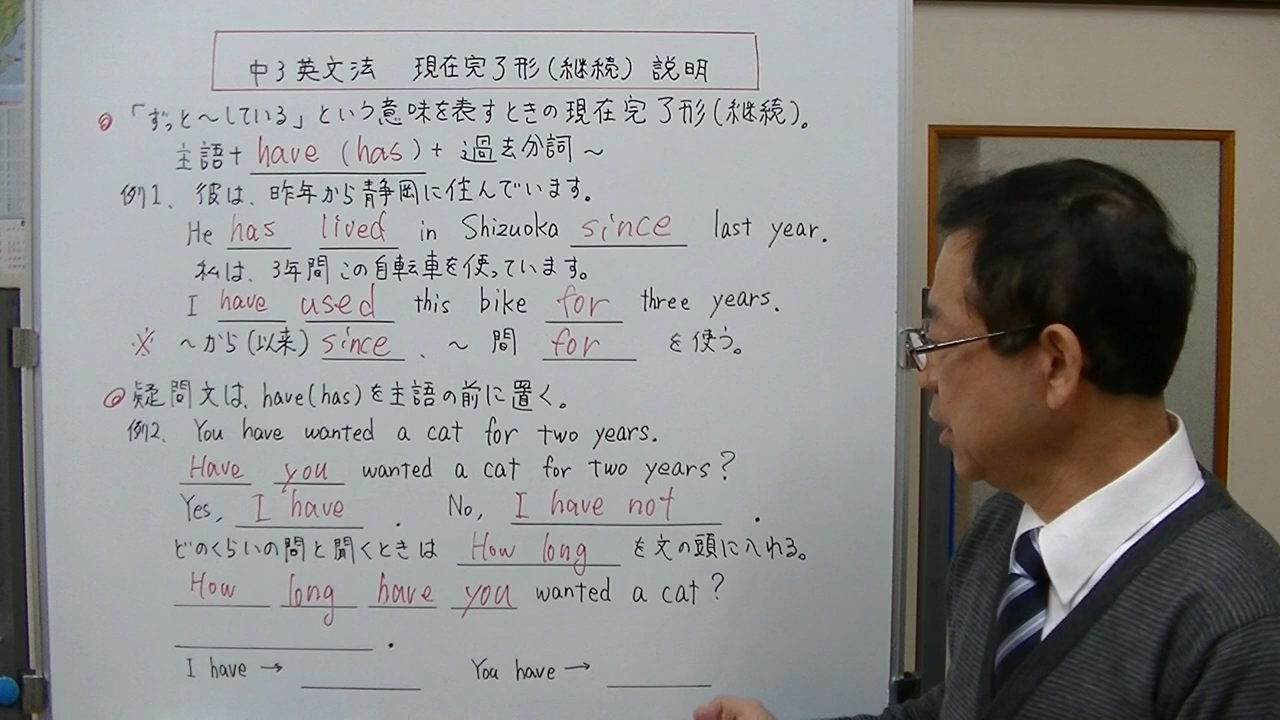 中3英文法 現在完了形(継続) 説明
◎「ずっと〜している」という意味を表すときの現在完了形(継続)。
主語+have (has)+過去分詞〜
例1. 彼は、昨年から静岡に住んでいます。
He has lived in Shizuoka since last year.
私は、3年間この自転車を使っています。
I have used this bike for three years.
※ 〜から(以来) since 、〜間 for を使う。
◎疑問文は、have(has)を主語の前に置く。
例2. You have wanted a cat for two years.
Have you wanted a cat for two years?
Yes, I have . No, I have not .
どのくらいの間と聞くときは How long を文の頭に入れる。
How long have you wanted a cat?
.
I have → You have →